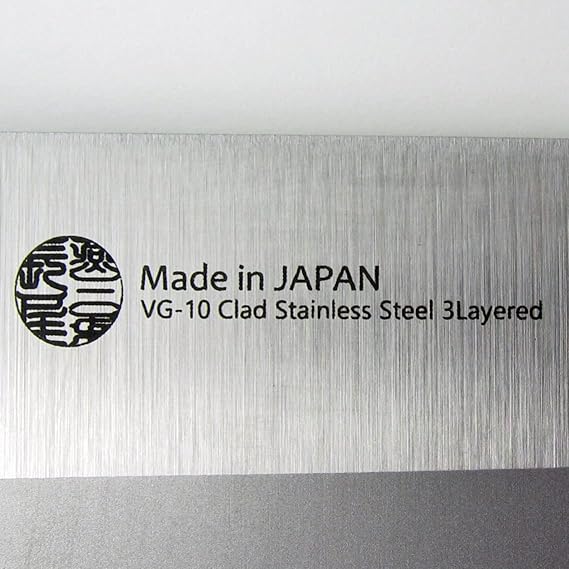 Made in JAPAN
VG-10 Clad Stainless Steel 3Layered